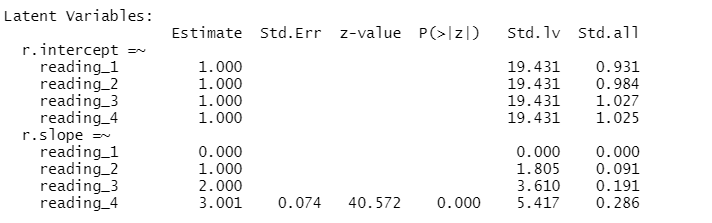 Latent Variables:
Estimate Std.Err z-value P(>|z|) Std.lv Std.all
r.intercept =~
reading_1 1.000 19.431 0.931
reading_2 1.000 19.431 0.984
reading_3 1.000 19.431 1.027
reading_4 1.000 19.431 1.025
r.slope =~
reading_1 0.000 0.000 0.000
reading_2 1.000 1.805 0.091
reading_3 2.000 3.610 0.191
reading_4 3.001 0.074 40.572 0.000 5.417 0.286